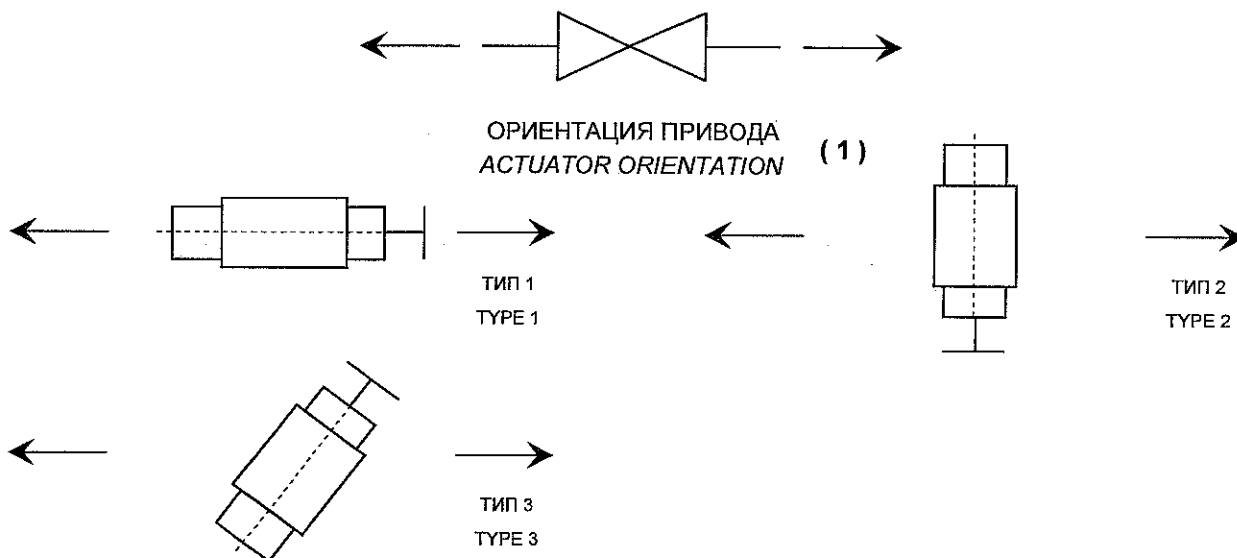 ОРИЕНТАЦИЯ ПРИВОДА
ACTUATOR ORIENTATION
( 1 )
ТИП 1
TYPE 1
ТИП 2
TYPE 2
ТИП 3
TYPE 3